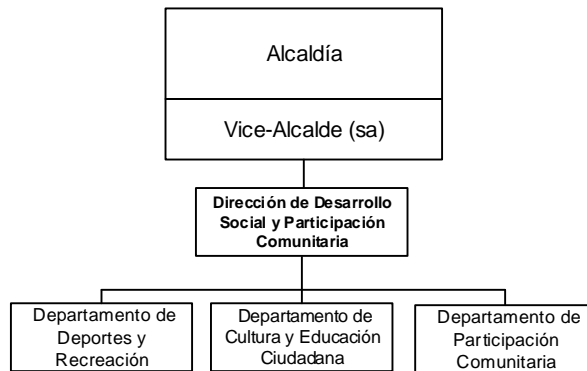 Alcaldía
Vice-Alcalde (sa)
Dirección de Desarrollo
Social y Participación
Comunitaria
Departamento de
Deportes y
Recreación
Departamento de
Cultura y Educación
Ciudadana
Departamento de
Participación
Comunitaria